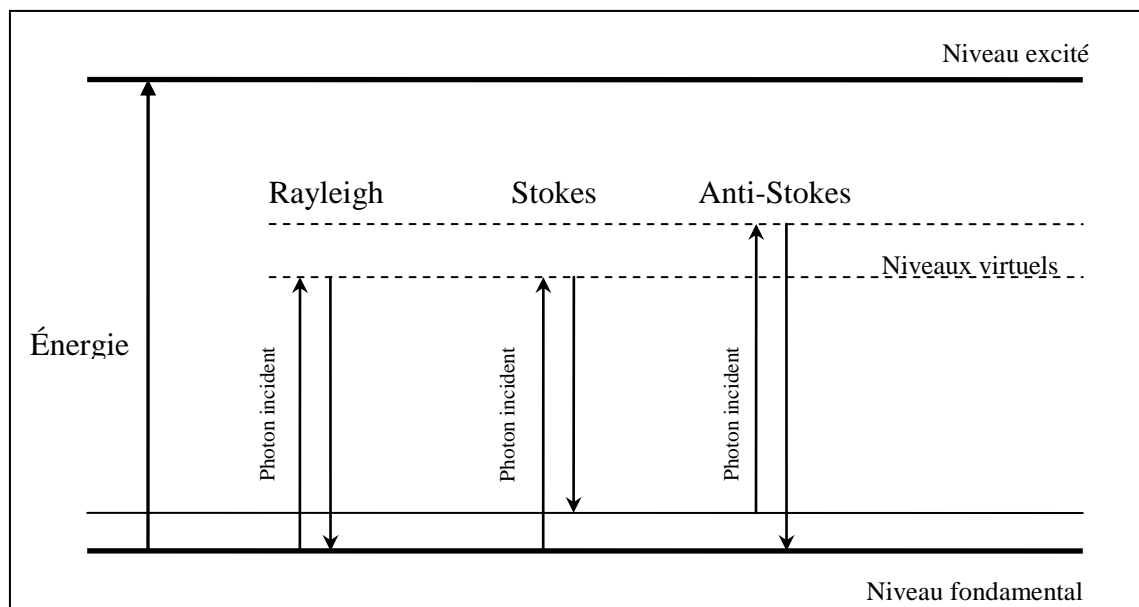 Niveau excité
Rayleigh
Stokes
Anti-Stokes
Niveaux virtuels
Énergie
Photon incident
Photon incident
Photon incident
Niveau fondamental